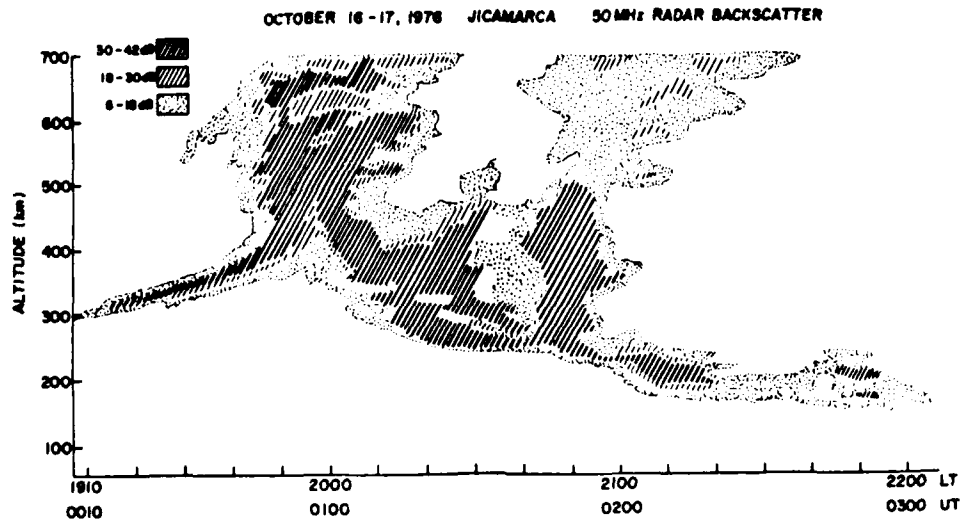 OCTOBER 16-17, 1976 JICAMARCA 50 MHz RADAR BACKSCATTER
30-42dB
18-30dB
6-18dB
ALTITUDE (km)
700
600
500
400
300
200
100
1910 2000 2100 2200 LT
0010 0100 0200 0300 UT